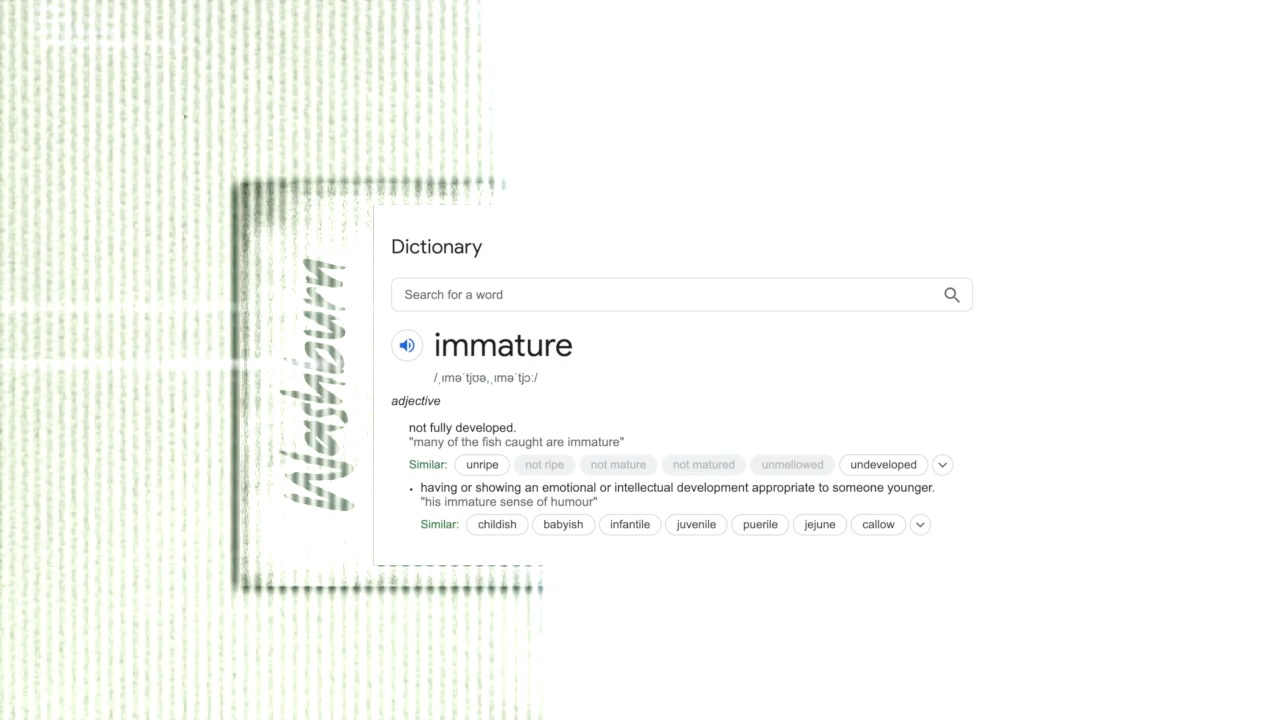 Washburn
Dictionary
Search for a word
immature
/ˌɪməˈtjʊə,ˌɪməˈtjɔː/
adjective
not fully developed.
"many of the fish caught are immature"
Similar: unripe not ripe not mature not matured unmellowed undeveloped
• having or showing an emotional or intellectual development appropriate to someone younger.
"his immature sense of humour"
Similar: childish babyish infantile juvenile puerile jejune callow